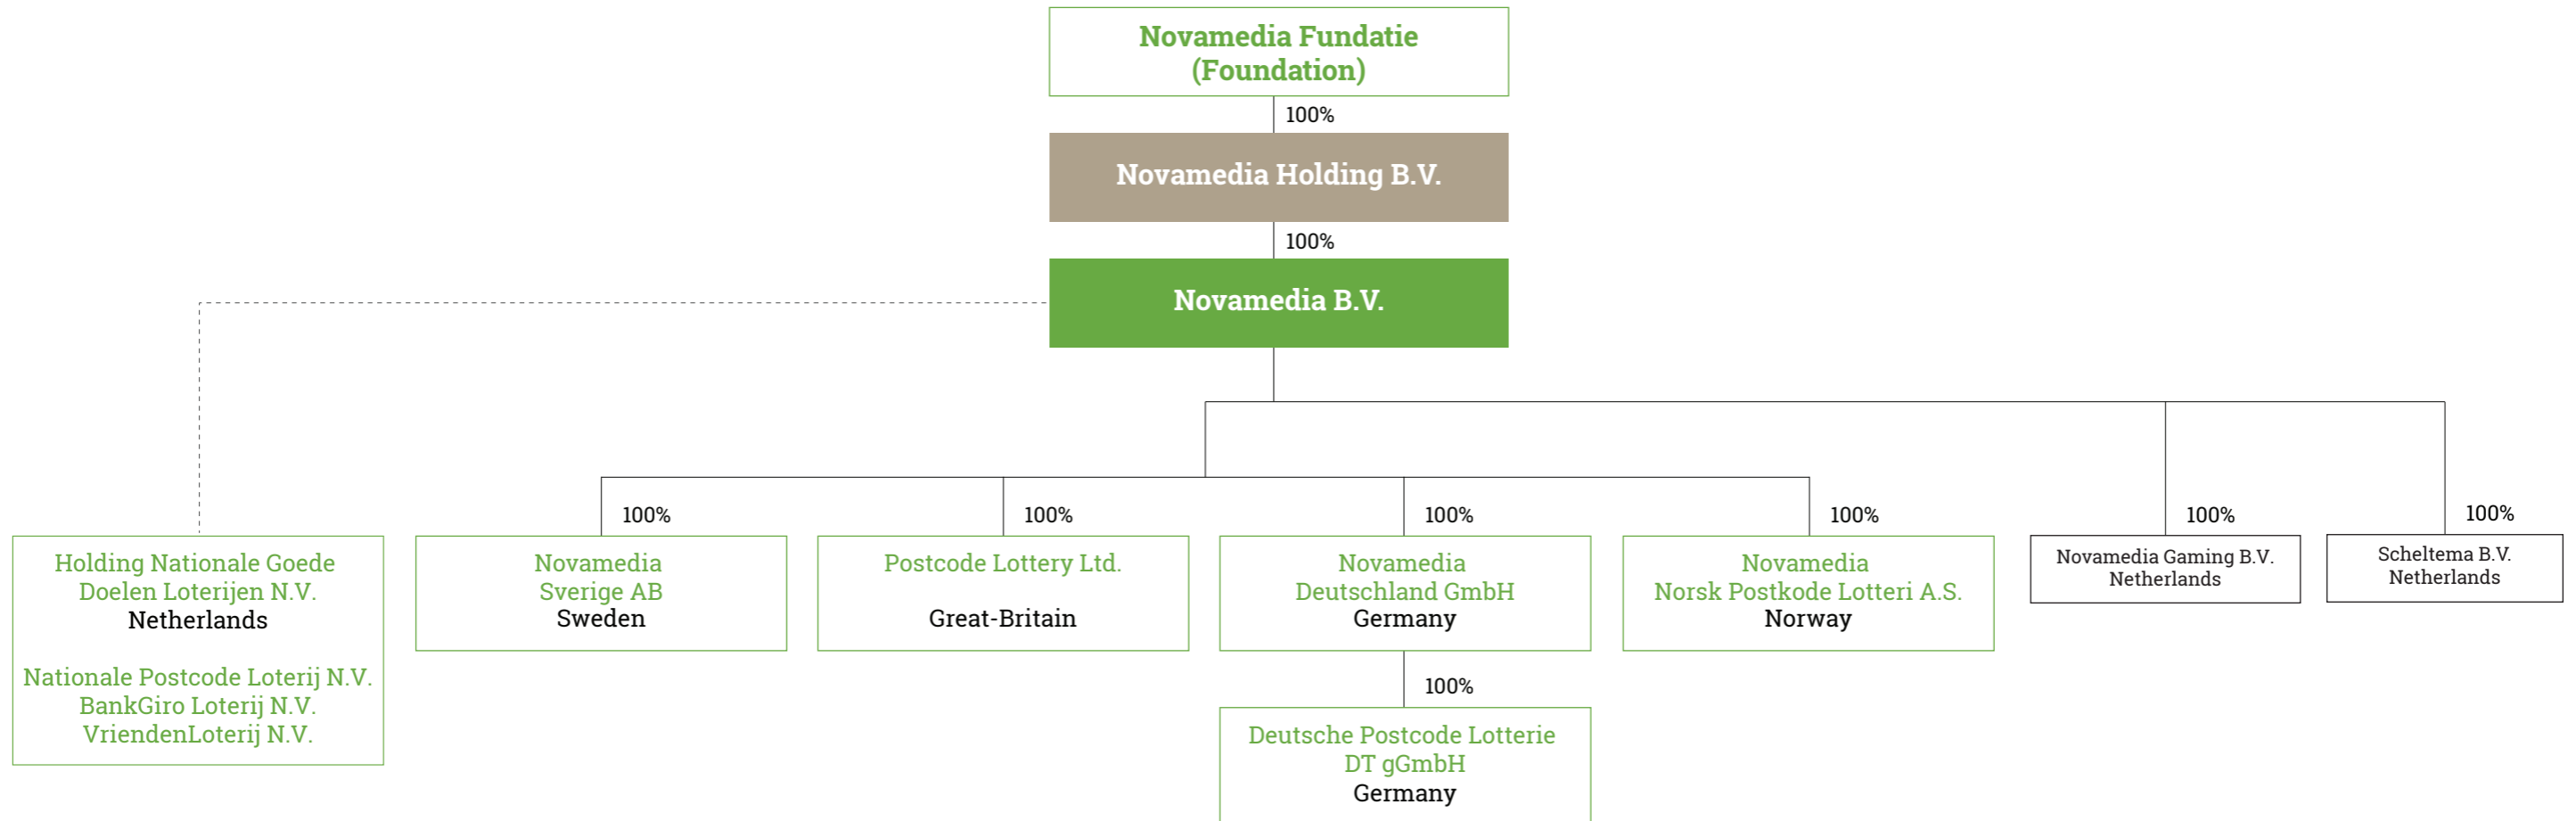 Novamedia Fundatie
(Foundation)
100%
Novamedia Holding B.V.
100%
Novamedia B.V.
100%
Holding Nationale Goede
Doelen Loterijen N.V.
Netherlands
Nationale Postcode Loterij N.V.
BankGiro Loterij N.V.
VriendenLoterij N.V.
Novamedia
Sverige AB
Sweden
100%
Postcode Lottery Ltd.
Great-Britain
100%
Novamedia
Deutschland GmbH
Germany
100%
Deutsche Postcode Lotterie
DT gGmbH
Germany
100%
Novamedia
Norsk Postkode Lotteri A.S.
Norway
100%
Novamedia Gaming B.V.
Netherlands
100%
Scheltema B.V.
Netherlands